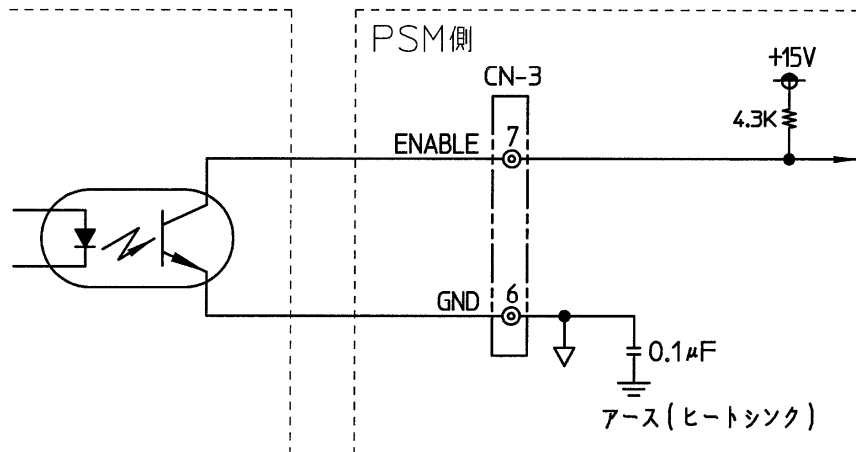 PSM側
CN-3
+15V
4.3K
ENABLE 7
GND 6
0.1μF
アース(ヒートシンク)